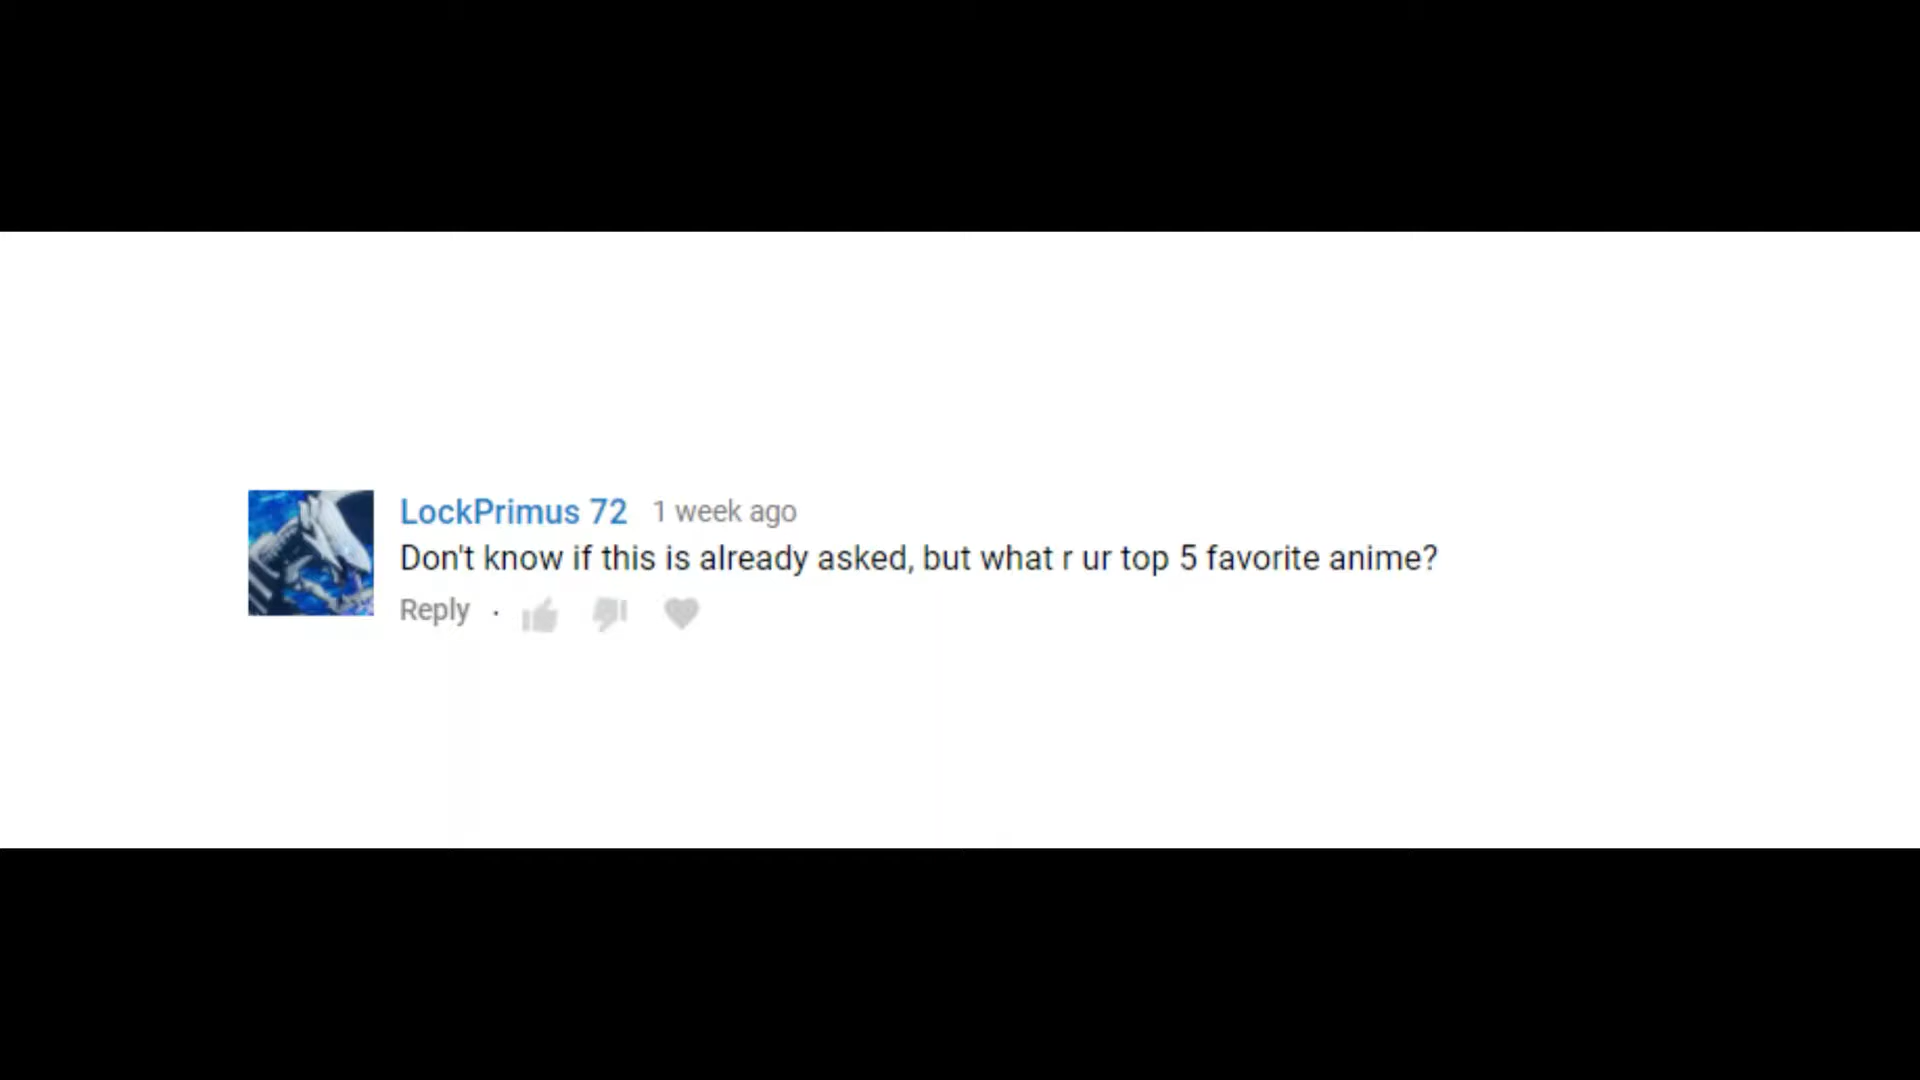 LockPrimus 72 1 week ago
Don't know if this is already asked, but what r ur top 5 favorite anime?
Reply ·